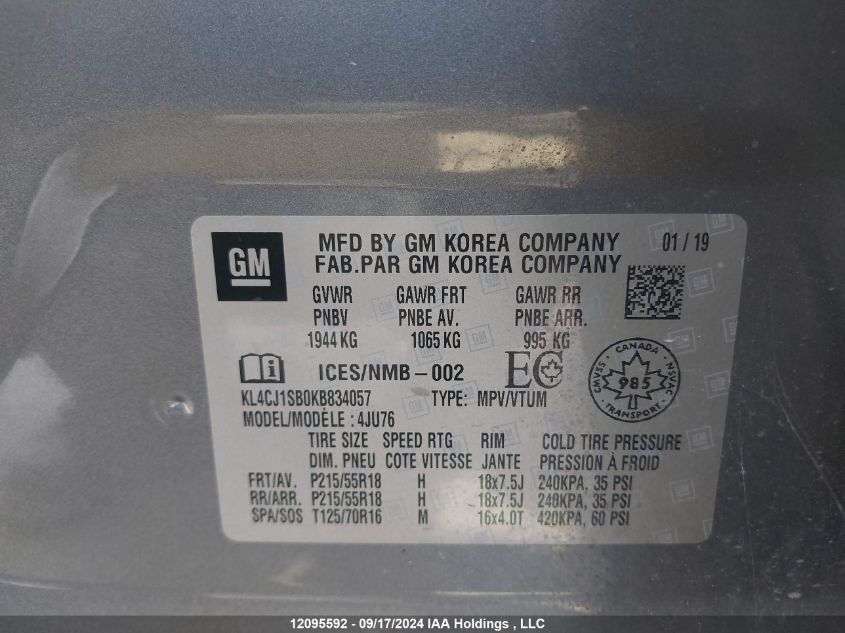 GM
MFD BY GM KOREA COMPANY 01 / 19
FAB.PAR GM KOREA COMPANY
GVWR GAWR FRT GAWR RR
PNBV PNBE AV. PNBE ARR.
1944 KG 1065 KG 995 KG
ICES/NMB-002 EC
KL4CJ1SB0KB834057 TYPE: MPV/VTUM
MODEL/MODÈLE : 4JU76
CANADA
CMVSS 985 NSVAC
TRANSPORT
TIRE SIZE SPEED RTG RIM COLD TIRE PRESSURE
DIM. PNEU COTE VITESSE JANTE PRESSION À FROID
FRT/AV. P215/55R18 H 18x7.5J 240KPA, 35 PSI
RR/ARR. P215/55R18 H 18x7.5J 240KPA, 35 PSI
SPA/SOS T125/70R16 M 16x4.0T 420KPA, 60 PSI
12095592 - 09/17/2024 IAA Holdings , LLC